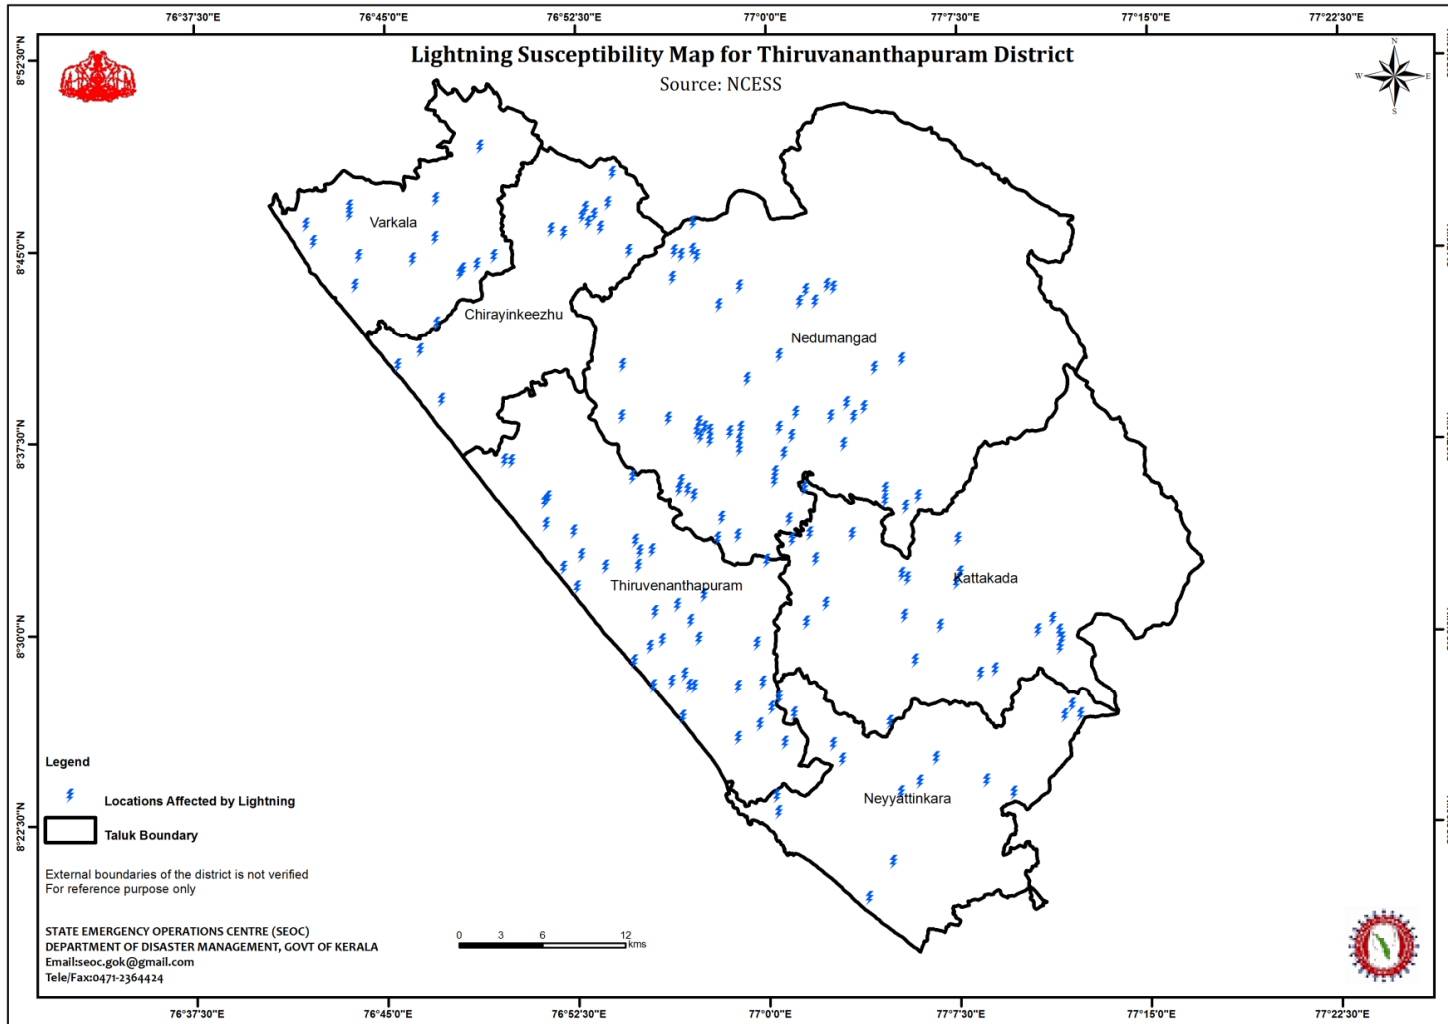 76°37'30"E 76°45'0"E 76°52'30"E 77°0'0"E 77°7'30"E 77°15'0"E 77°22'30"E
Lightning Susceptibility Map for Thiruvananthapuram District
Source: NCESS
N
W E
S
8°52'30"N
8°45'0"N
8°37'30"N
8°30'0"N
8°22'30"N
Varkala
Chirayinkeezhu
Nedumangad
Kattakada
Thiruvenanthapuram
Neyyattinkara
Legend
Locations Affected by Lightning
Taluk Boundary
External boundaries of the district is not verified
For reference purpose only
STATE EMERGENCY OPERATIONS CENTRE (SEOC)
DEPARTMENT OF DISASTER MANAGEMENT, GOVT OF KERALA
Email:seoc.gok@gmail.com
Tele/Fax:0471-2364424
0 3 6 12
kms
76°37'30"E 76°45'0"E 76°52'30"E 77°0'0"E 77°7'30"E 77°15'0"E 77°22'30"E